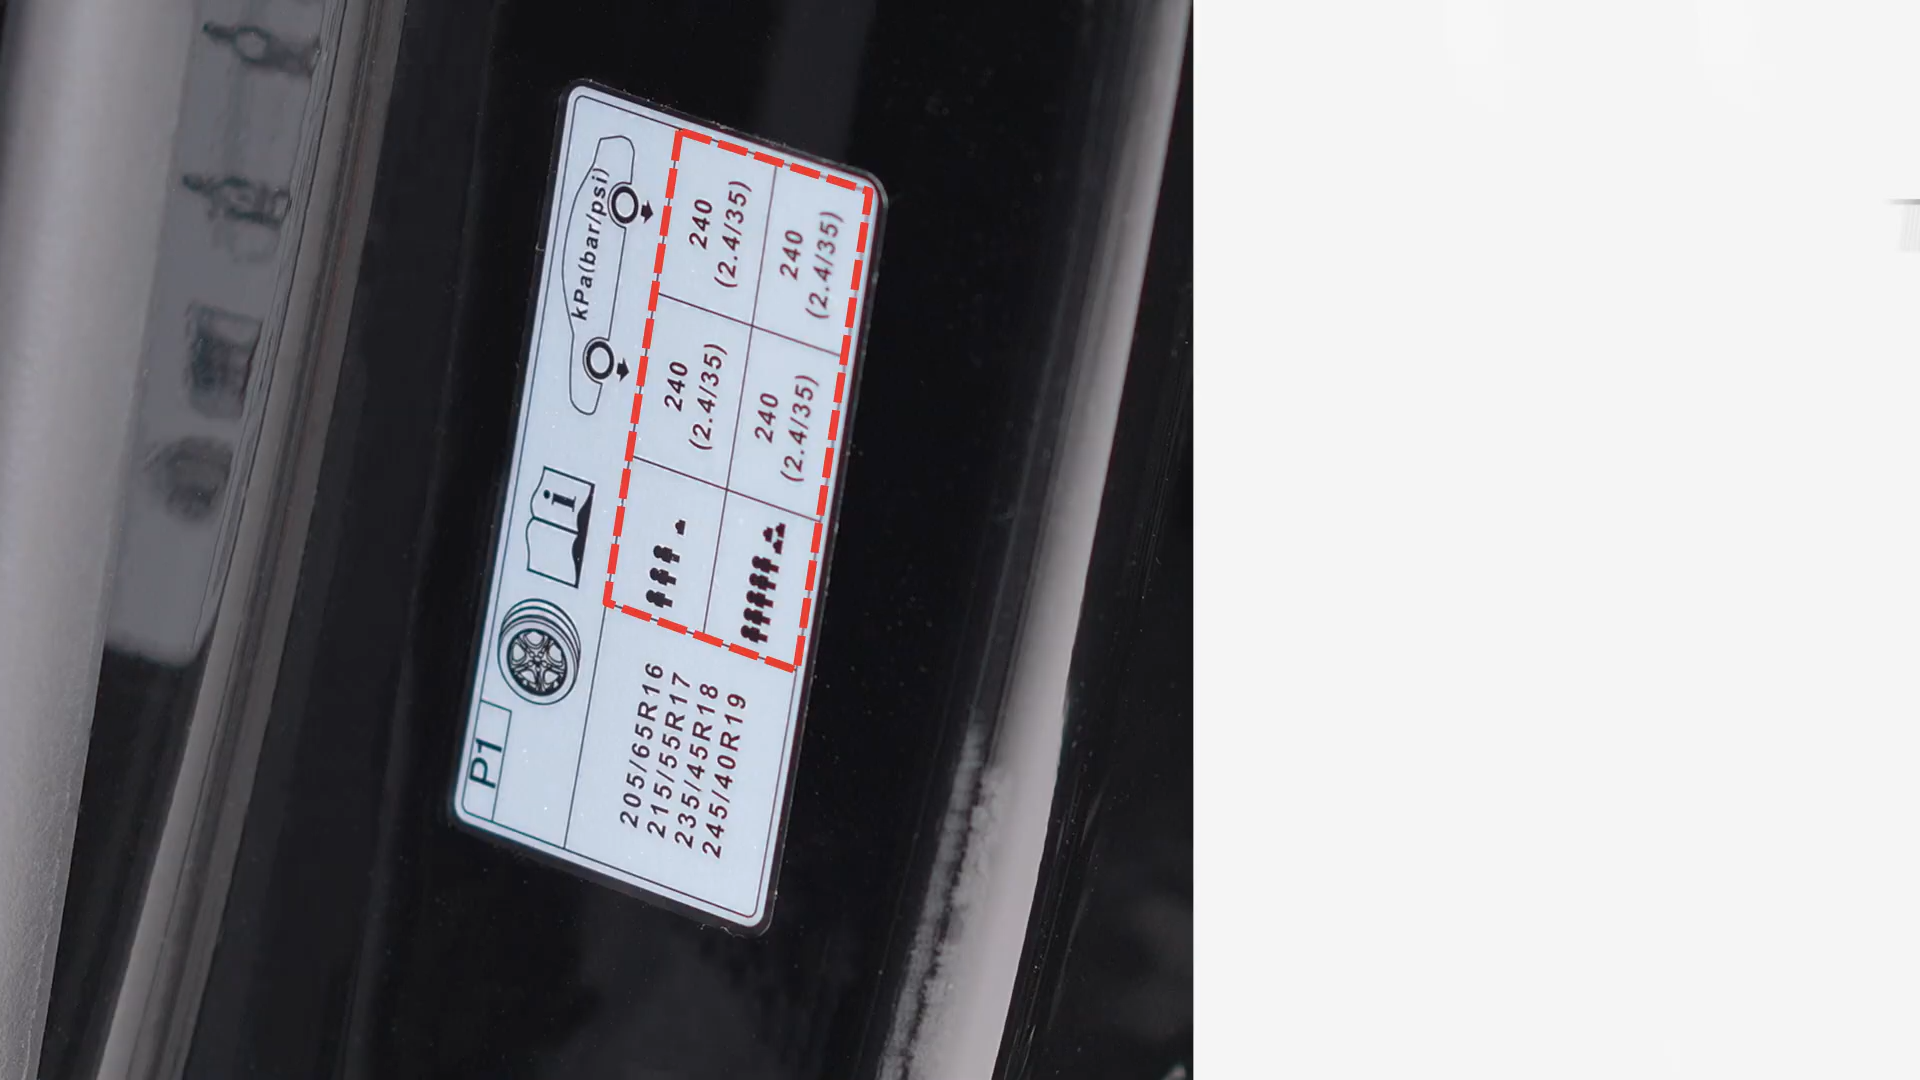 P1
i
kPa(bar/psi)
205/65R16
215/55R17
235/45R18
245/40R19
240
(2.4/35)
240
(2.4/35)
240
(2.4/35)
240
(2.4/35)